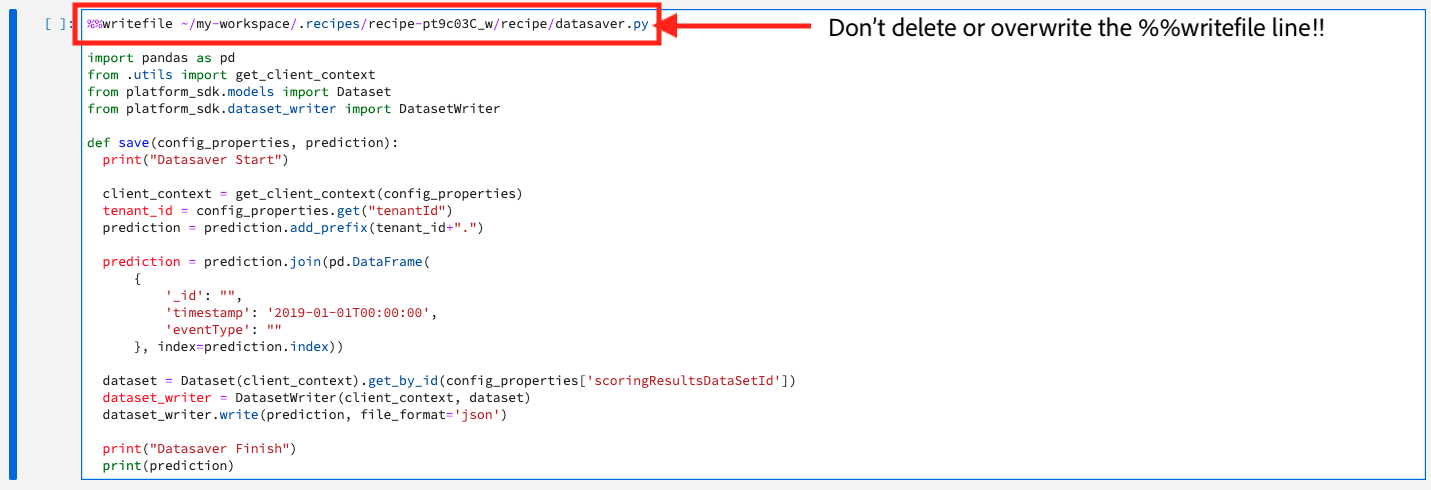 [ ]: %%writefile ~/my-workspace/.recipes/recipe-pt9c03C_w/recipe/datasaver.py
Don't delete or overwrite the %%writefile line!!
import pandas as pd
from .utils import get_client_context
from platform_sdk.models import Dataset
from platform_sdk.dataset_writer import DatasetWriter
def save(config_properties, prediction):
  print("Datasaver Start")
  client_context = get_client_context(config_properties)
  tenant_id = config_properties.get("tenantId")
  prediction = prediction.add_prefix(tenant_id+".")
  prediction = prediction.join(pd.DataFrame(
      {
          '_id': "",
          'timestamp': '2019-01-01T00:00:00',
          'eventType': ""
      }, index=prediction.index))
  dataset = Dataset(client_context).get_by_id(config_properties['scoringResultsDataSetId'])
  dataset_writer = DatasetWriter(client_context, dataset)
  dataset_writer.write(prediction, file_format='json')
  print("Datasaver Finish")
  print(prediction)